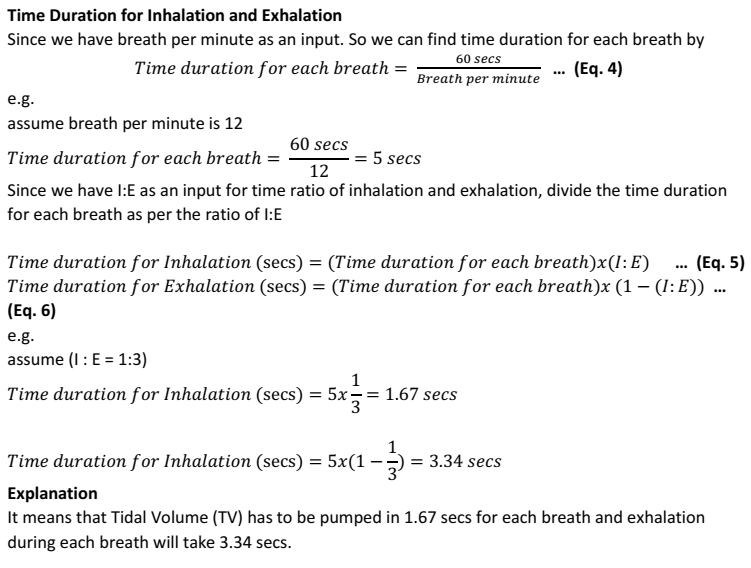 Time Duration for Inhalation and Exhalation
Since we have breath per minute as an input. So we can find time duration for each breath by
Time duration for each breath = 60 secs / Breath per minute ... (Eq. 4)
e.g.
assume breath per minute is 12
Time duration for each breath = 60 secs / 12 = 5 secs
Since we have I:E as an input for time ratio of inhalation and exhalation, divide the time duration
for each breath as per the ratio of I:E
Time duration for Inhalation (secs) = (Time duration for each breath)x(I:E) ... (Eq. 5)
Time duration for Exhalation (secs) = (Time duration for each breath)x (1 − (I:E)) ...
(Eq. 6)
e.g.
assume (I : E = 1:3)
Time duration for Inhalation (secs) = 5x 1/3 = 1.67 secs
Time duration for Inhalation (secs) = 5x(1 − 1/3) = 3.34 secs
Explanation
It means that Tidal Volume (TV) has to be pumped in 1.67 secs for each breath and exhalation
during each breath will take 3.34 secs.